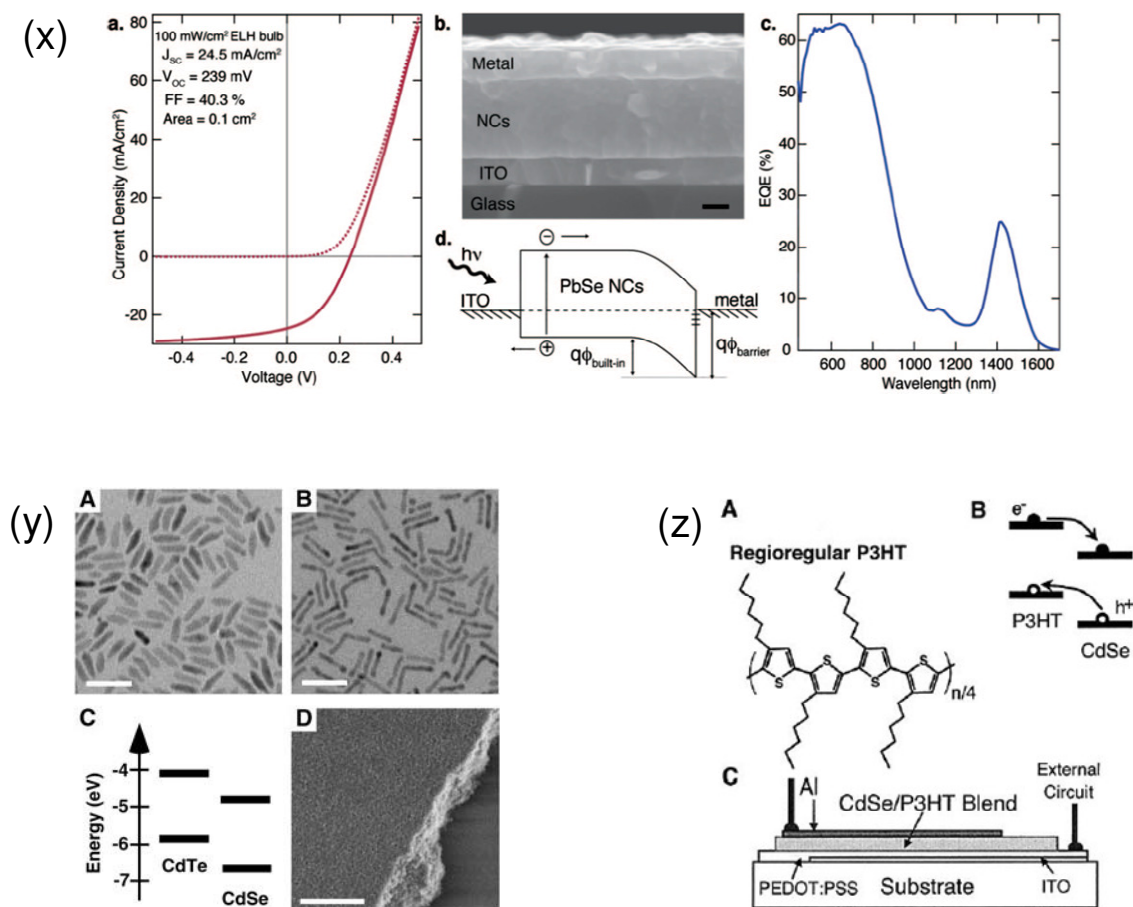 (x)
a.
100 mW/cm² ELH bulb
J_SC = 24.5 mA/cm²
V_OC = 239 mV
FF = 40.3 %
Area = 0.1 cm²
80
60
40
20
0
-20
Current Density (mA/cm²)
-0.4
-0.2
0.0
0.2
0.4
Voltage (V)
b.
Metal
NCs
ITO
Glass
c.
60
50
40
30
20
10
0
EQE (%)
600
800
1000
1200
1400
1600
Wavelength (nm)
d.
hν
−
ITO
PbSe NCs
metal
+
qϕbuilt-in
qϕbarrier
(y)
A
B
C
-4
-5
-6
-7
Energy (eV)
CdTe
CdSe
D
(z)
A
Regioregular P3HT
S
S
S
S
n/4
B
e-
h+
P3HT
CdSe
C
Al
CdSe/P3HT Blend
External
Circuit
PEDOT:PSS
Substrate
ITO